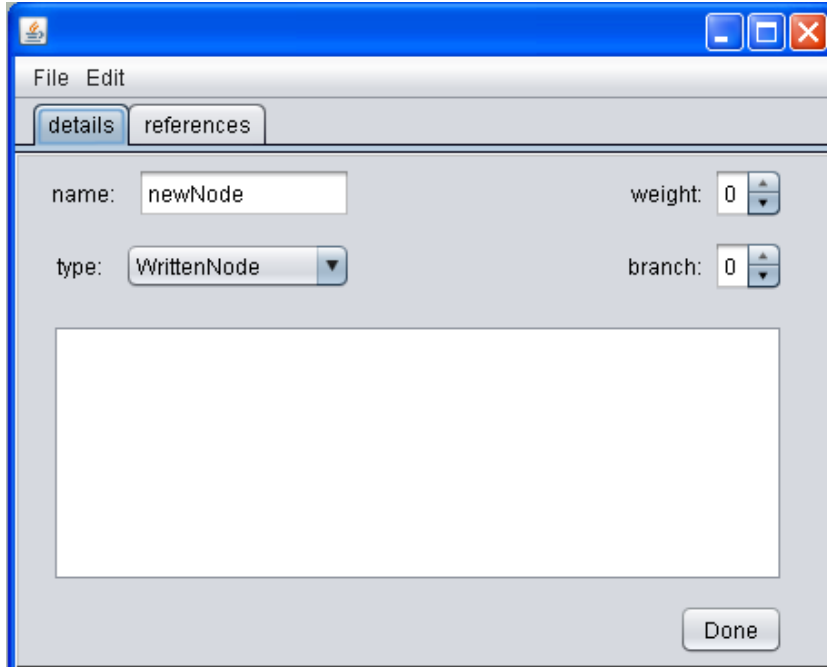 File Edit
details references
name: newNode weight: 0
type: WrittenNode branch: 0
Done